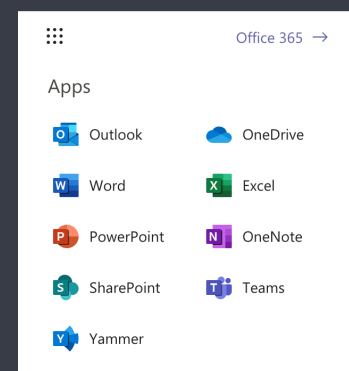 Office 365
Apps
Outlook
OneDrive
Word
Excel
PowerPoint
OneNote
SharePoint
Teams
Yammer